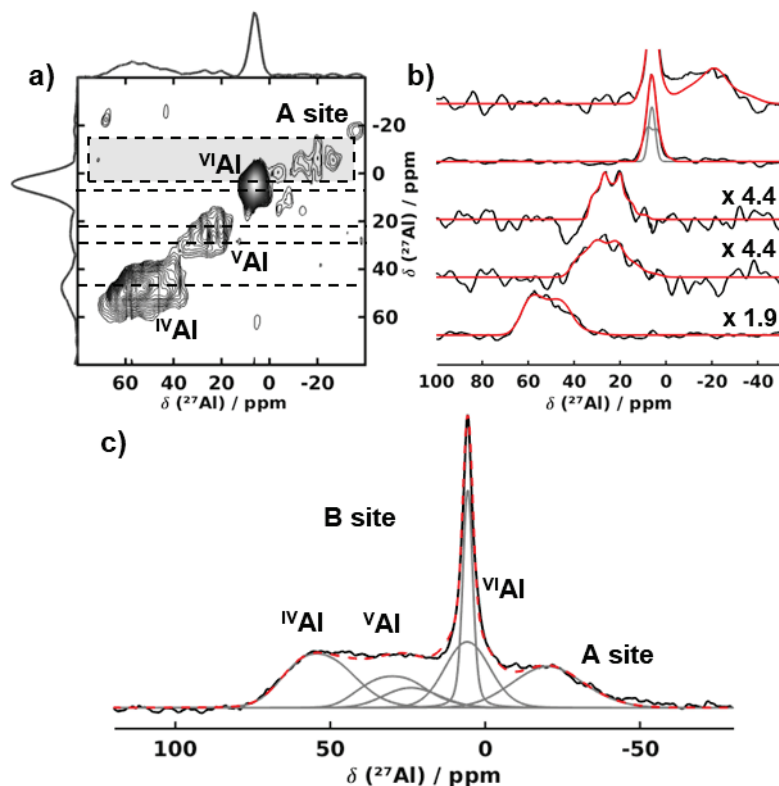 a)
A site
ⱽᴵAl
ⱽAl
ᴵⱽAl
-20
0
20
40
60
δ (²⁷Al) / ppm
60
40
20
0
-20
δ (²⁷Al) / ppm
b)
x 4.4
x 4.4
x 1.9
100
80
60
40
20
0
-20
-40
δ (²⁷Al) / ppm
c)
B site
ⱽᴵAl
ᴵⱽAl
ⱽAl
A site
100
50
0
-50
δ (²⁷Al) / ppm